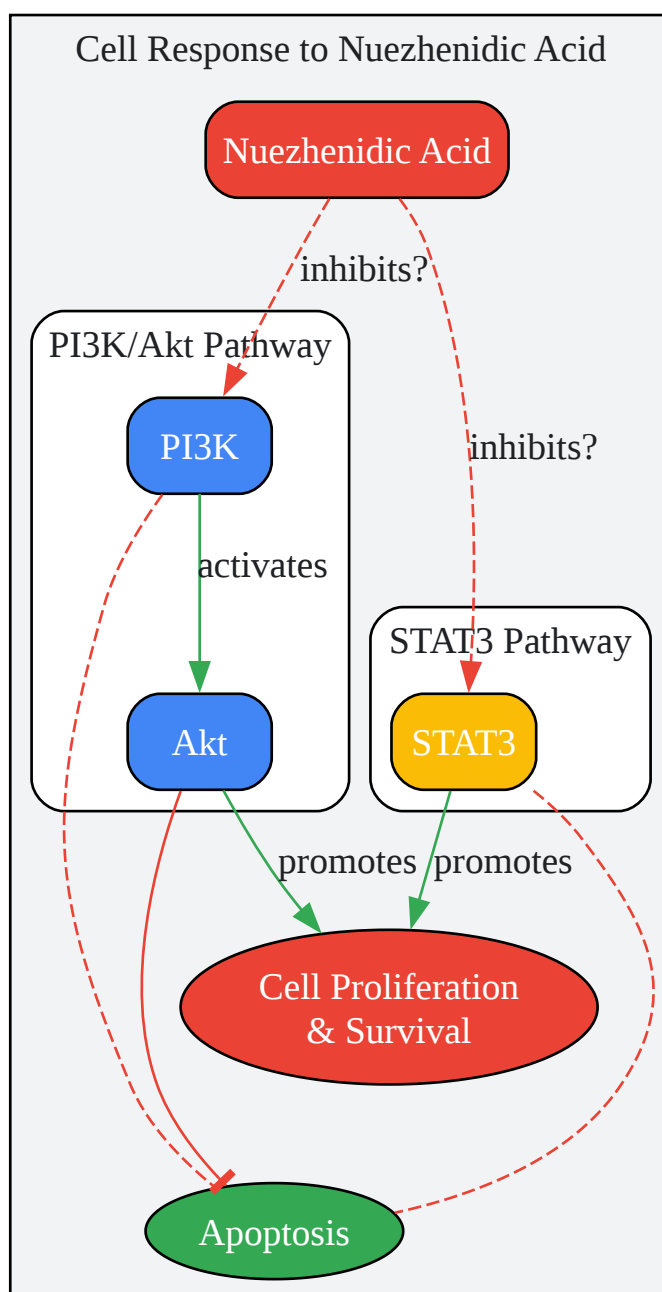 Cell Response to Nuezhenidic Acid
Nuezhenidic Acid
inhibits?
PI3K/Akt Pathway
PI3K
inhibits?
activates
STAT3 Pathway
Akt
STAT3
promotes
promotes
Cell Proliferation
& Survival
Apoptosis